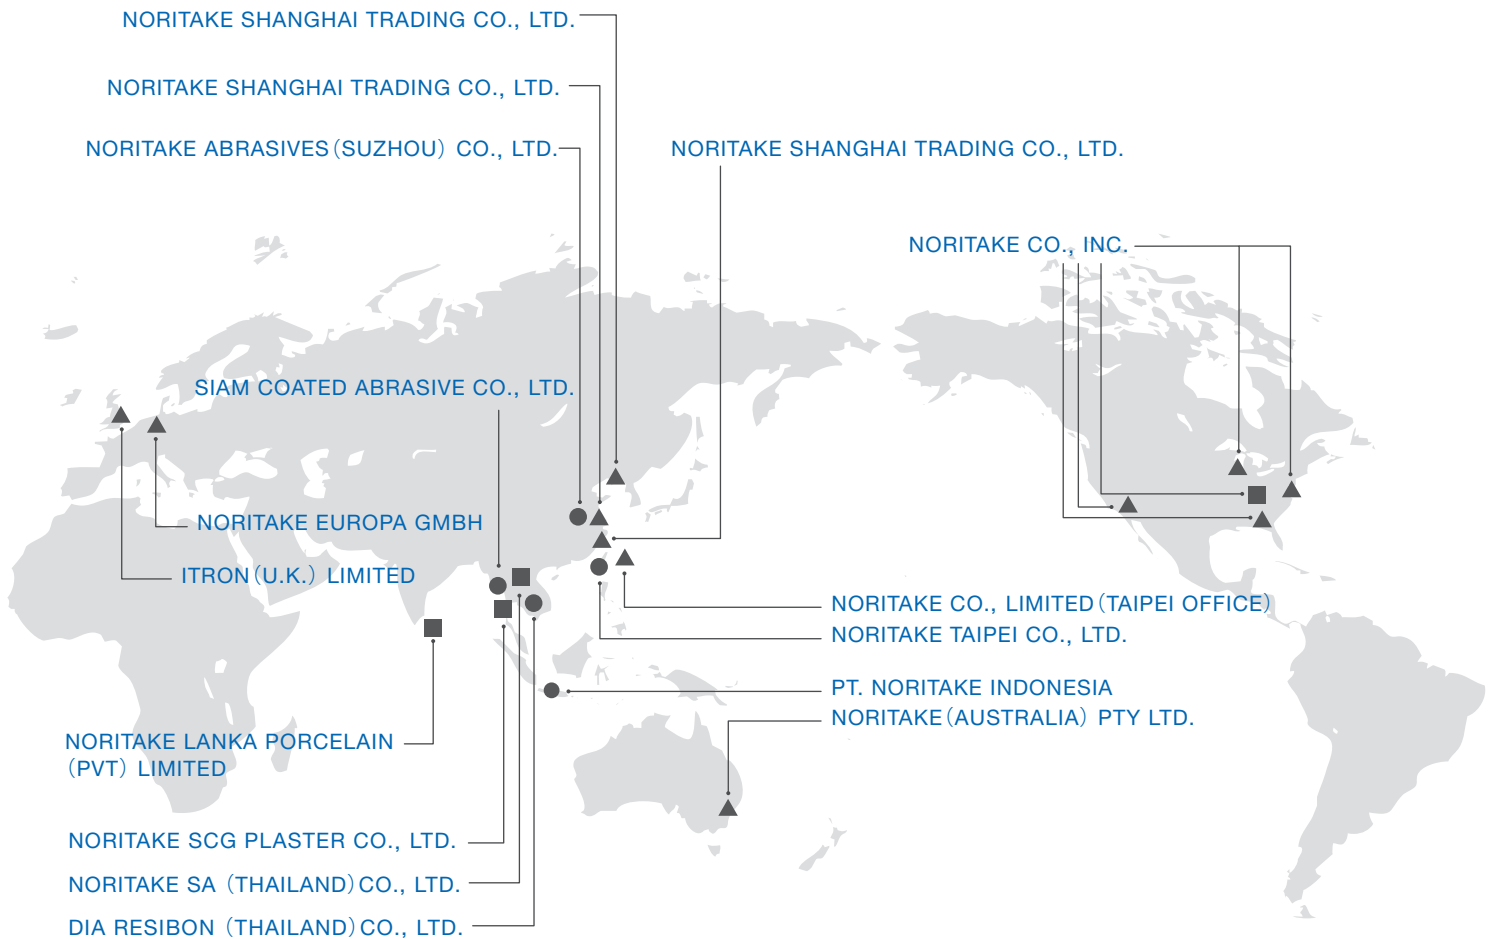 NORITAKE SHANGHAI TRADING CO., LTD.
NORITAKE SHANGHAI TRADING CO., LTD.
NORITAKE ABRASIVES(SUZHOU) CO., LTD.
NORITAKE SHANGHAI TRADING CO., LTD.
NORITAKE CO., INC.
SIAM COATED ABRASIVE CO., LTD.
NORITAKE EUROPA GMBH
ITRON(U.K.) LIMITED
NORITAKE CO., LIMITED(TAIPEI OFFICE)
NORITAKE TAIPEI CO., LTD.
PT. NORITAKE INDONESIA
NORITAKE(AUSTRALIA) PTY LTD.
NORITAKE LANKA PORCELAIN
(PVT) LIMITED
NORITAKE SCG PLASTER CO., LTD.
NORITAKE SA (THAILAND)CO., LTD.
DIA RESIBON (THAILAND)CO., LTD.